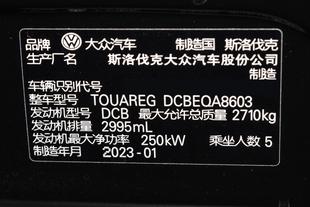 品牌 大众汽车 制造国 斯洛伐克
生产厂名 斯洛伐克大众汽车股份公司
制造
车辆识别代号
整车型号 TOUAREG DCBEQA8603
发动机型号 DCB 最大允许总质量 2710kg
发动机排量 2995mL
发动机最大净功率 250kW 乘坐人数 5
制造年月 2023-01